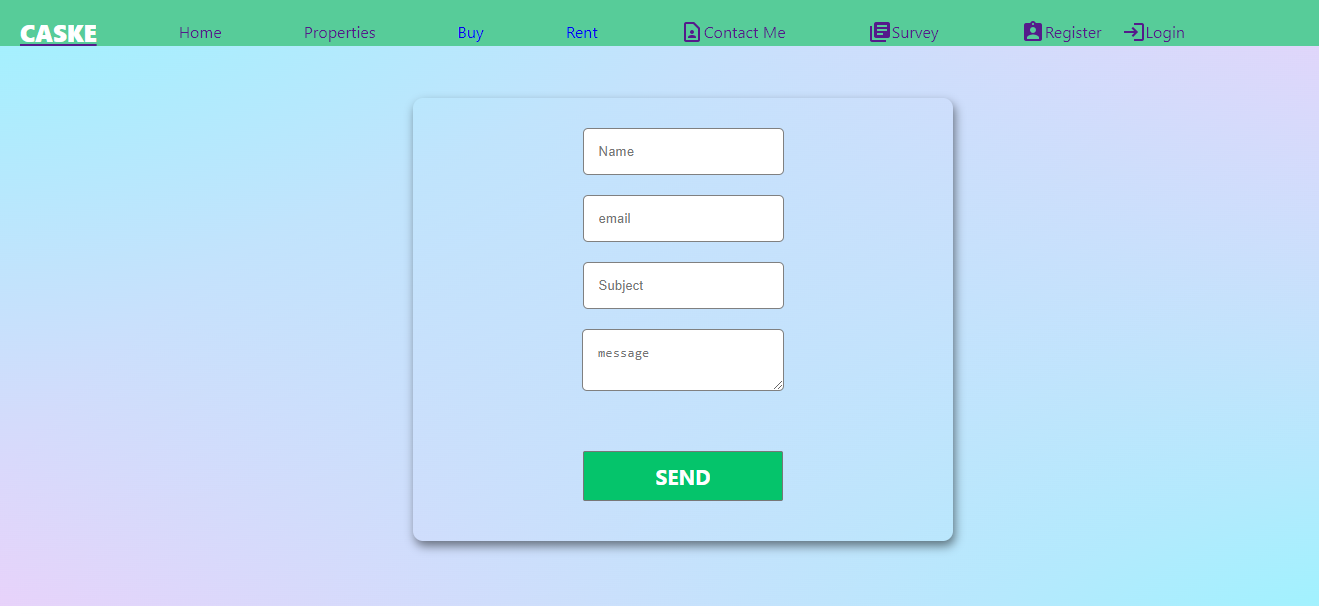 CASKE Home Properties Buy Rent Contact Me Survey Register Login
Name
email
Subject
message
SEND